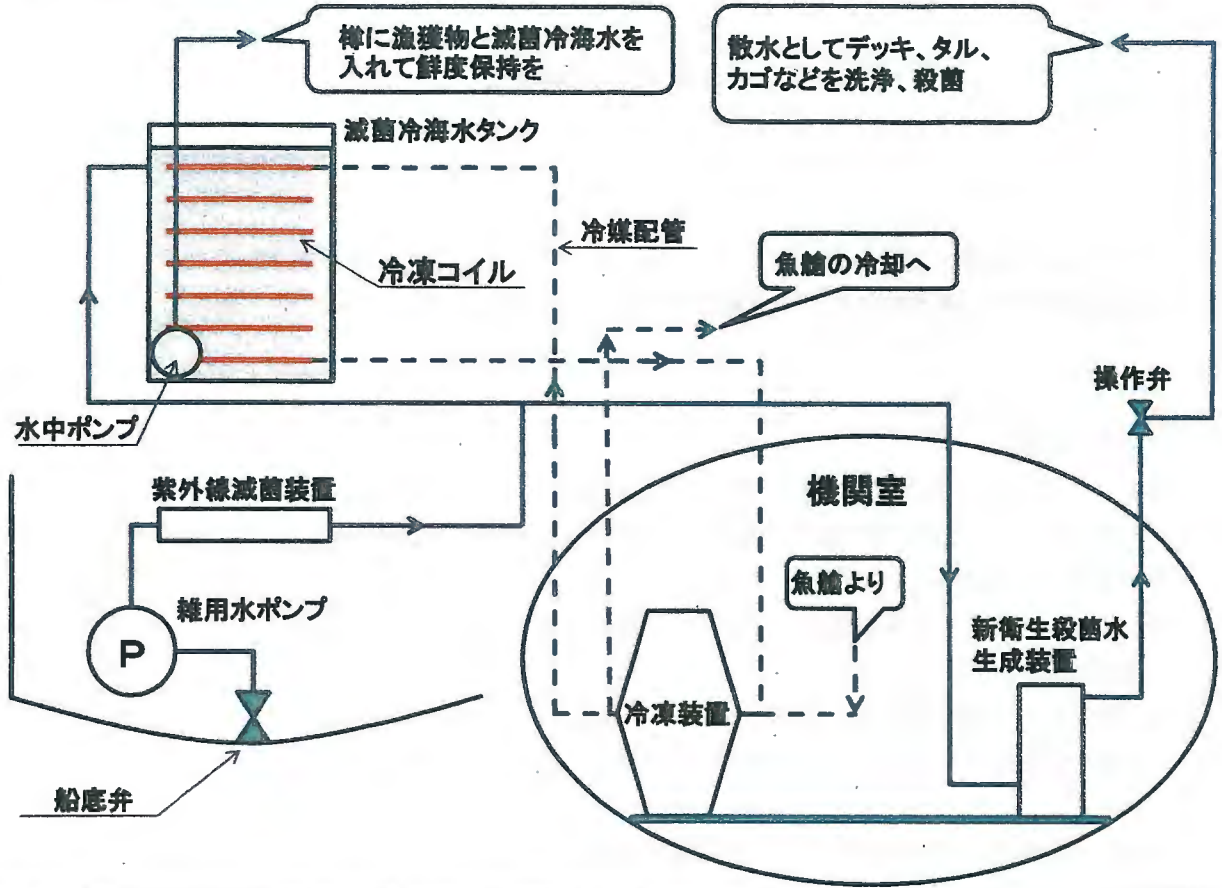 樽に漁獲物と滅菌冷海水を
入れて鮮度保持を
散水としてデッキ、タル、
カゴなどを洗浄、殺菌
滅菌冷海水タンク
冷媒配管
冷凍コイル
魚艙の冷却へ
操作弁
水中ポンプ
紫外線滅菌装置
機関室
魚艙より
雑用水ポンプ
P
新衛生殺菌水
生成装置
冷凍装置
船底弁